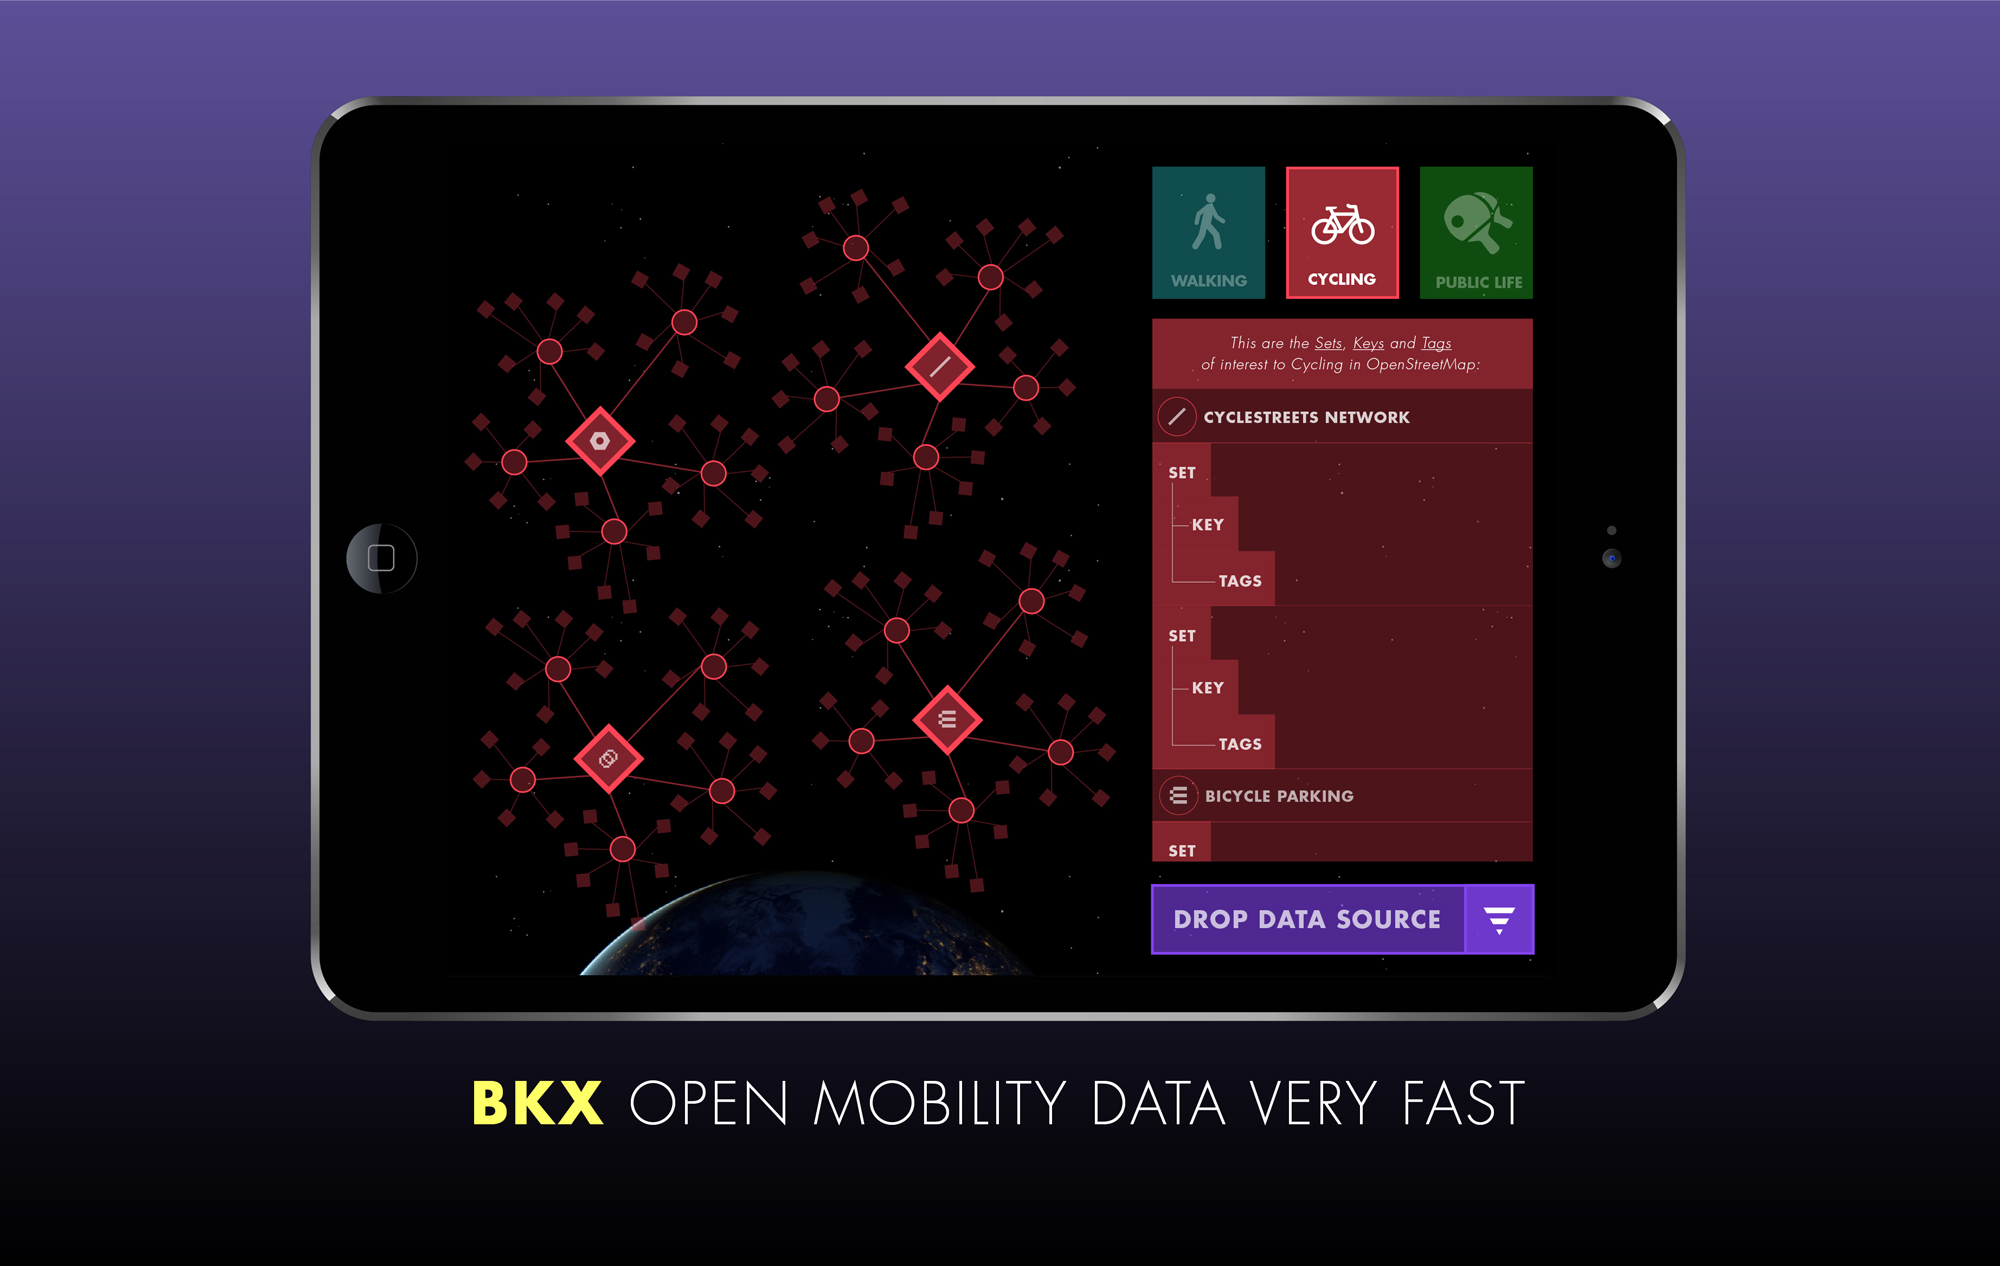 WALKING
CYCLING
PUBLIC LIFE
This are the Sets, Keys and Tags
of interest to Cycling in OpenStreetMap:
CYCLESTREETS NETWORK
SET
KEY
TAGS
SET
KEY
TAGS
BICYCLE PARKING
SET
DROP DATA SOURCE
BKX OPEN MOBILITY DATA VERY FAST